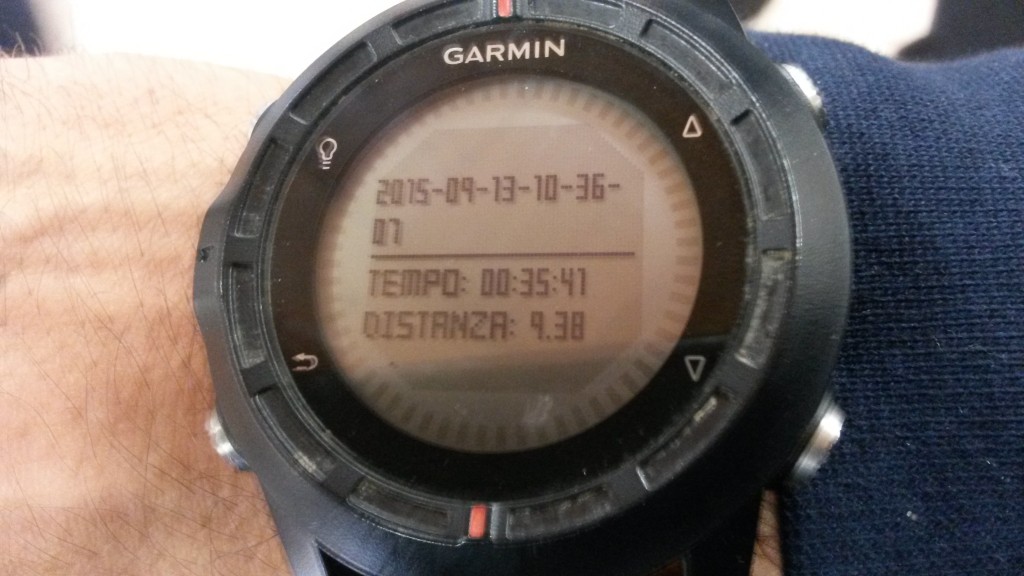 GARMIN
2015-09-13-10-36-
07
TEMPO: 00:35:41
DISTANZA: 9.38